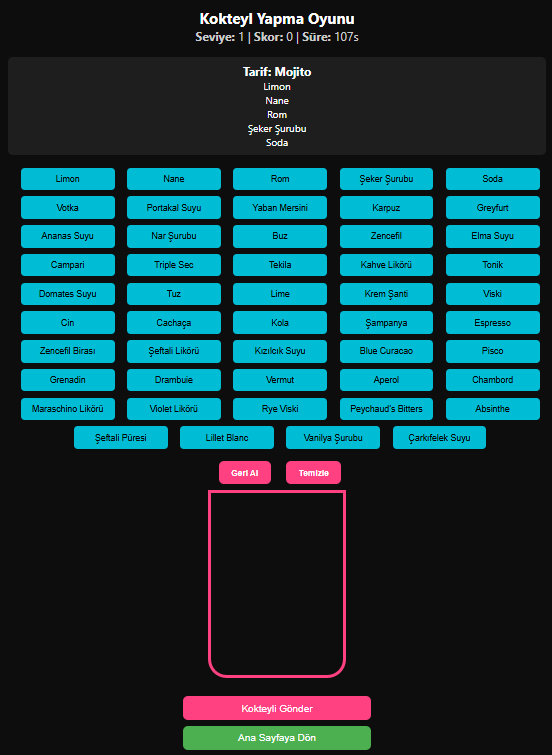 Kokteyl Yapma Oyunu
Seviye: 1 | Skor: 0 | Süre: 107s
Tarif: Mojito
Limon
Nane
Rom
Şeker Şurubu
Soda
Limon Nane Rom Şeker Şurubu Soda
Votka Portakal Suyu Yaban Mersini Karpuz Greyfurt
Ananas Suyu Nar Şurubu Buz Zencefil Elma Suyu
Campari Triple Sec Tekila Kahve Likörü Tonik
Domates Suyu Tuz Lime Krem Şanti Viski
Cin Cachaça Kola Şampanya Espresso
Zencefil Birası Şeftali Likörü Kızılcık Suyu Blue Curacao Pisco
Grenadin Drambuie Vermut Aperol Chambord
Maraschino Likörü Violet Likörü Rye Viski Peychaud's Bitters Absinthe
Şeftali Püresi Lillet Blanc Vanilya Şurubu Çarkıfelek Suyu
Geri Al Temizle
Kokteyli Gönder
Ana Sayfaya Dön